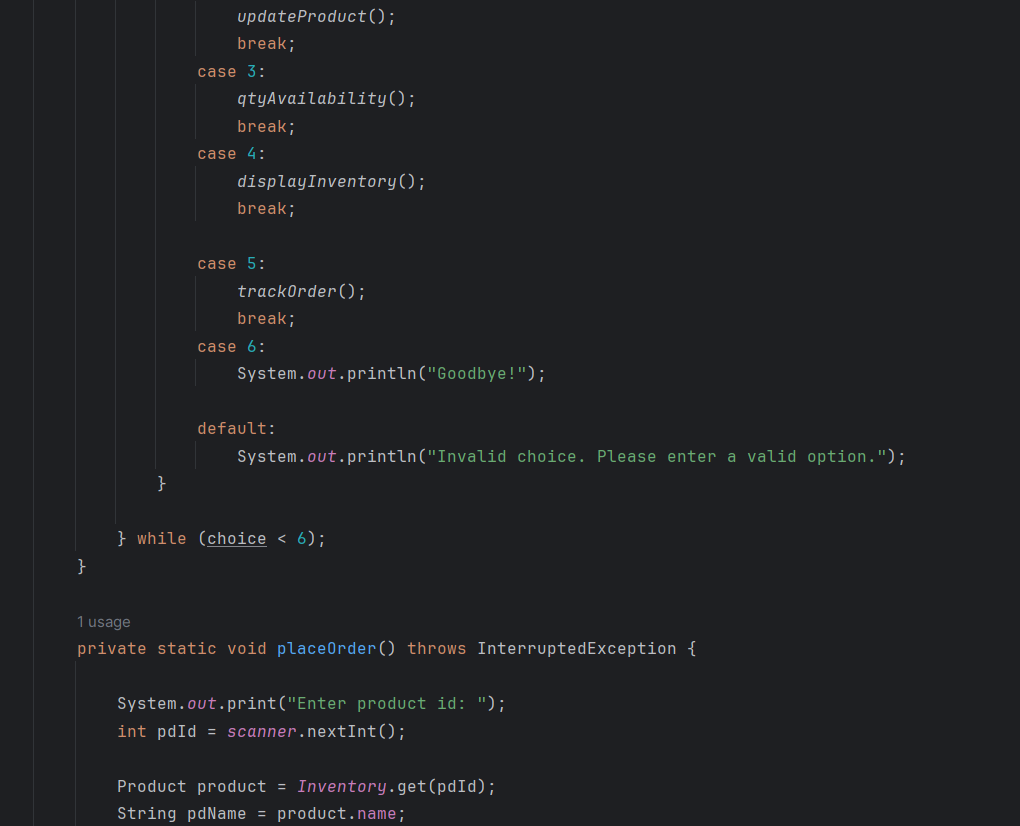 updateProduct();
break;
case 3:
qtyAvailability();
break;
case 4:
displayInventory();
break;
case 5:
trackOrder();
break;
case 6:
System.out.println("Goodbye!");
default:
System.out.println("Invalid choice. Please enter a valid option.");
}
} while (choice < 6);
}
1 usage
private static void placeOrder() throws InterruptedException {
System.out.print("Enter product id: ");
int pdId = scanner.nextInt();
Product product = Inventory.get(pdId);
String pdName = product.name;